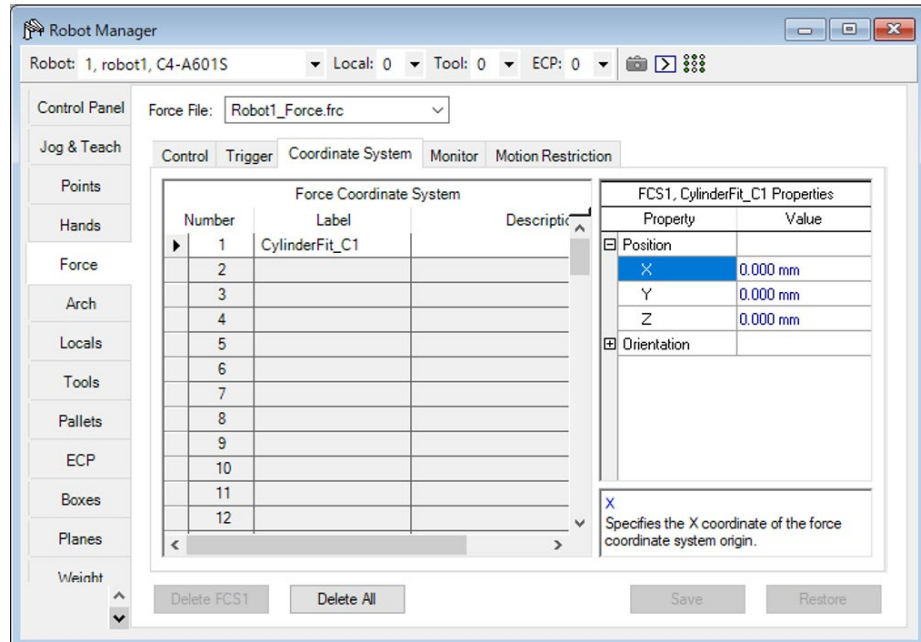 Robot Manager
Robot: 1, robot1, C4-A601S Local: 0 Tool: 0 ECP: 0
Control Panel
Jog & Teach
Points
Hands
Force
Arch
Locals
Tools
Pallets
ECP
Boxes
Planes
Weight
Force File: Robot1_Force.frc
Control Trigger Coordinate System Monitor Motion Restriction
Force Coordinate System
Number Label Descriptic
1 CylinderFit_C1
2
3
4
5
6
7
8
9
10
11
12
FCS1, CylinderFit_C1 Properties
Property Value
Position
X 0.000 mm
Y 0.000 mm
Z 0.000 mm
Orientation
X
Specifies the X coordinate of the force
coordinate system origin.
Delete FCS1 Delete All Save Restore